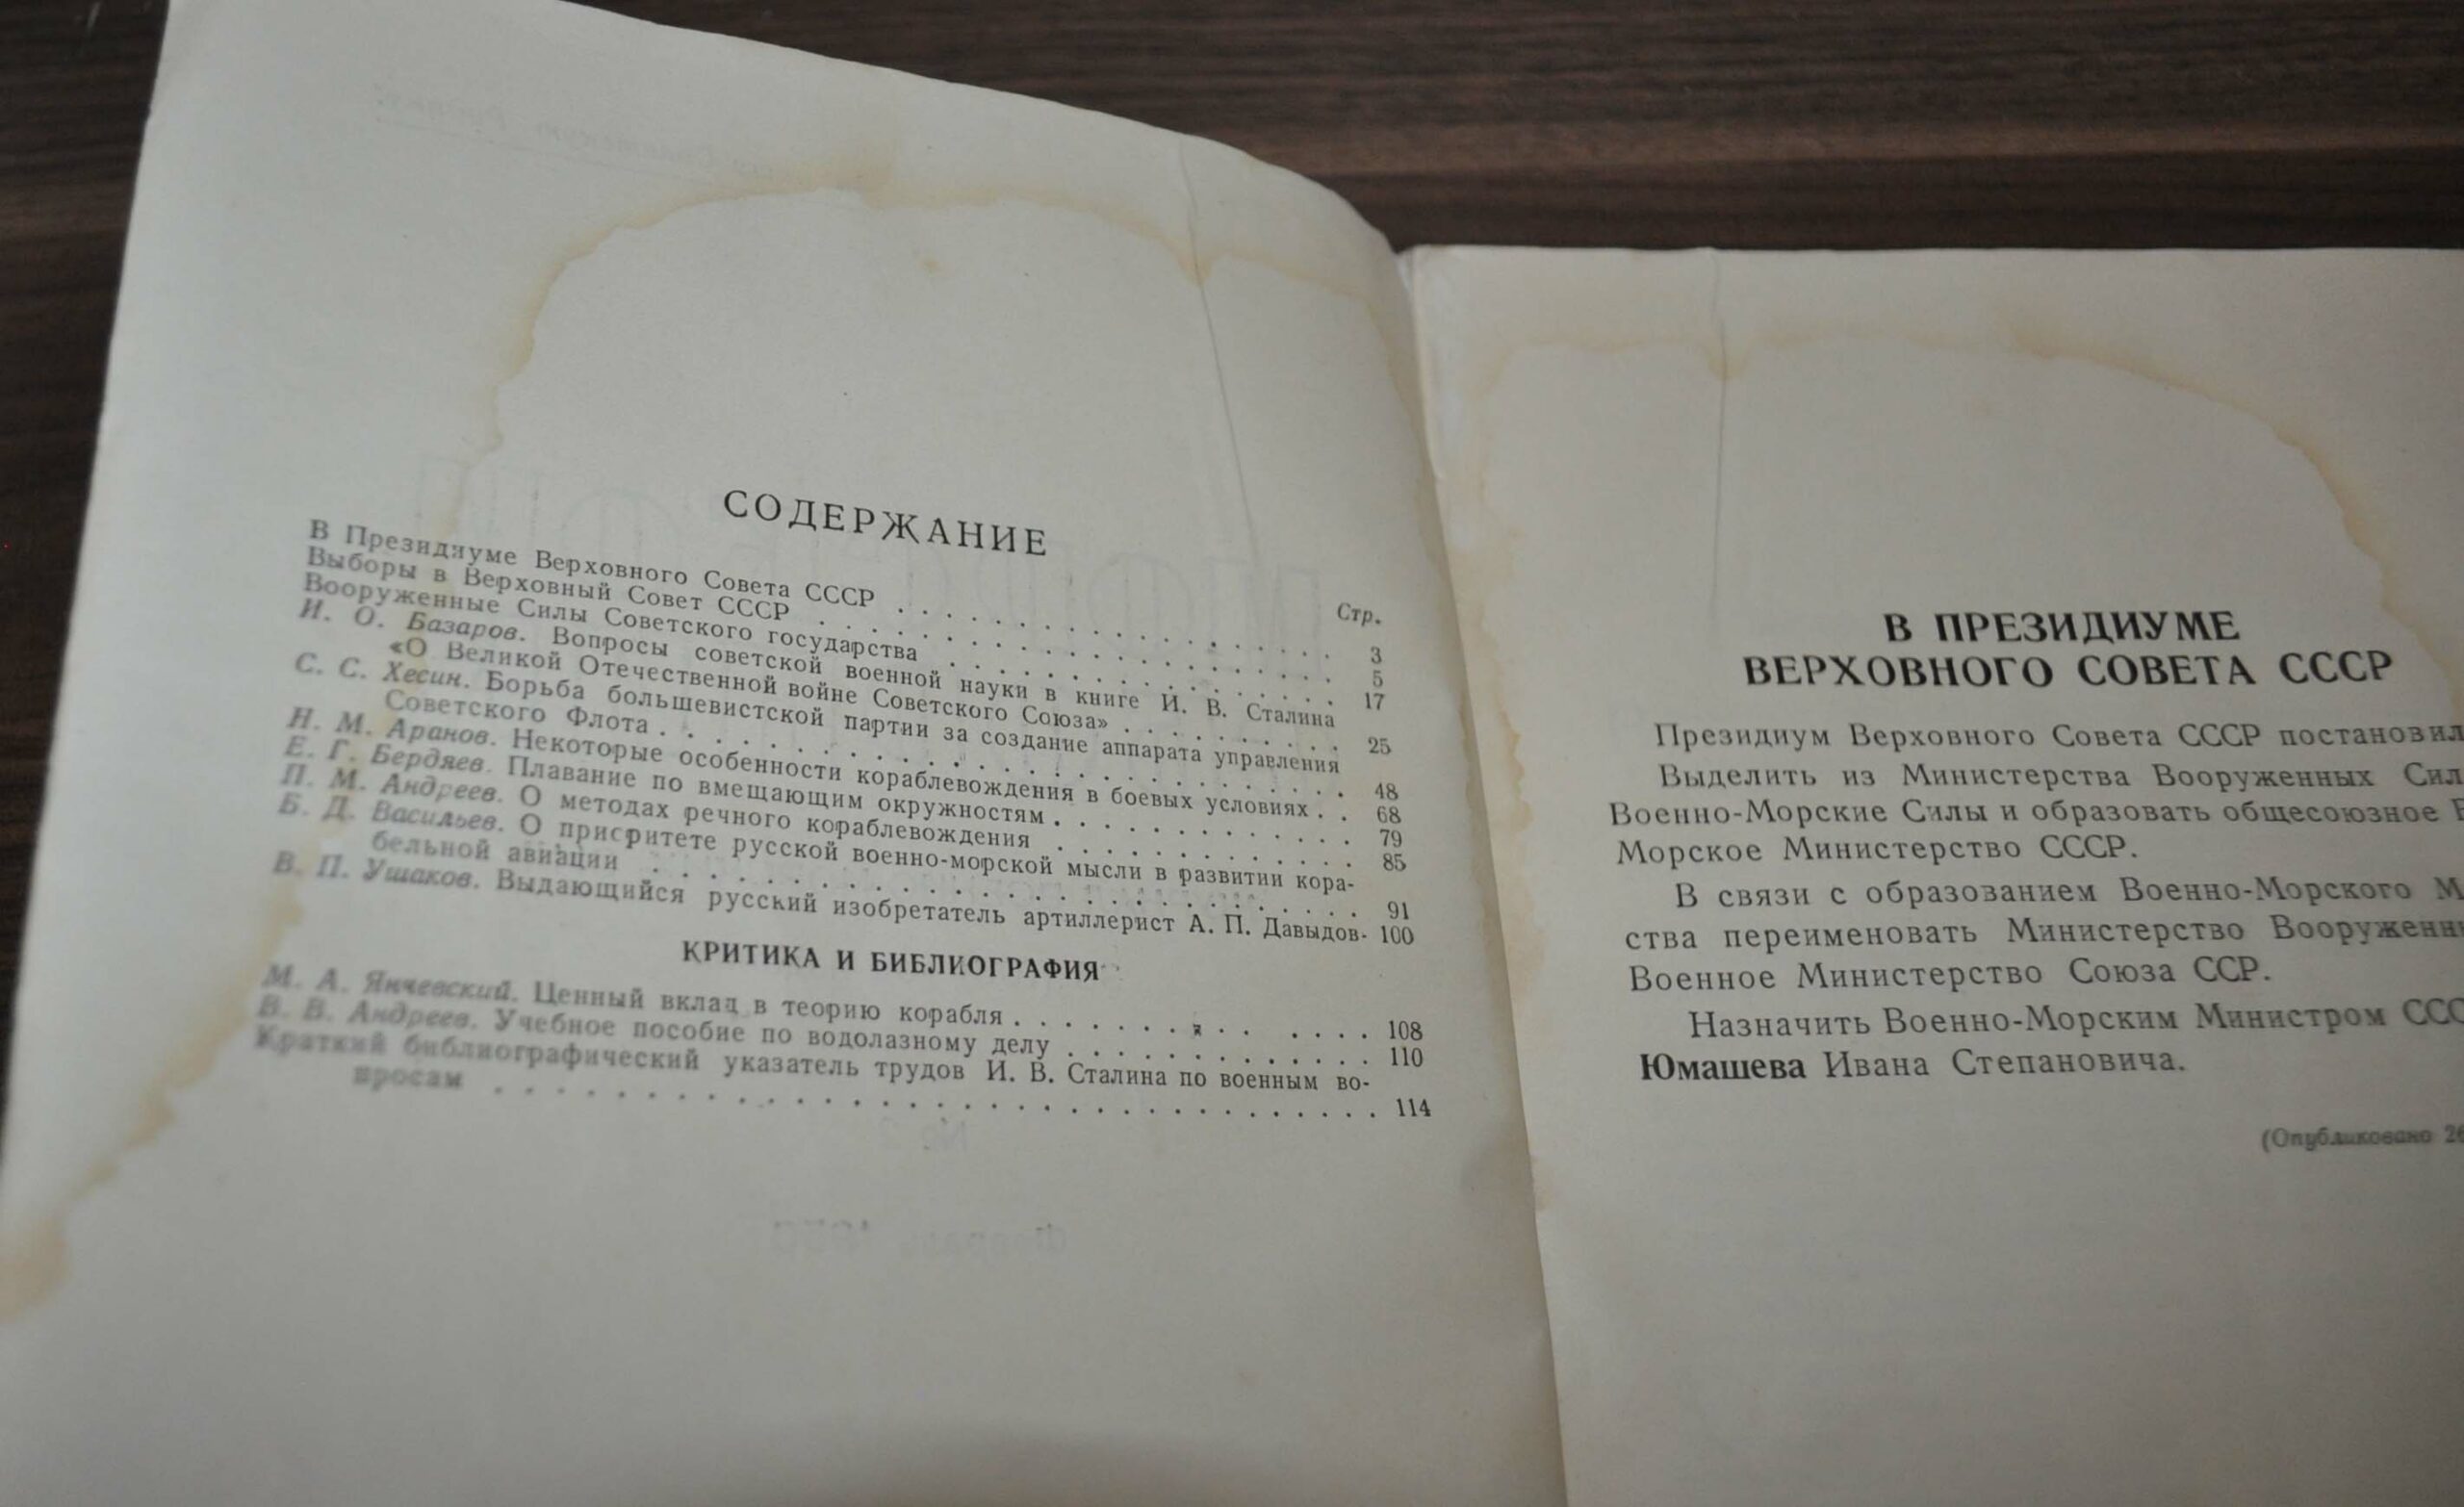 СОДЕРЖАНИЕ
Стр.
В Президиуме Верховного Совета СССР . . . . . . . . . . . . . . . . . . . 3
Выборы в Верховный Совет СССР . . . . . . . . . . . . . . . . . . . . . . 5
Вооруженные Силы Советского государства . . . . . . . . . . . . . . . . . 17
И. О. Базаров. Вопросы советской военной науки в книге И. В. Сталина
«О Великой Отечественной войне Советского Союза» . . . . . . . . . . 25
С. С. Хесин. Борьба большевистской партии за создание аппарата управления
Советского Флота . . . . . . . . . . . . . . . . . . . . . . . . . 48
Н. М. Аранов. Некоторые особенности кораблевождения в боевых условиях . . 68
Е. Г. Бердяев. Плавание по вмещающим окружностям . . . . . . . . . . . . . 79
П. М. Андреев. О методах речного кораблевождения . . . . . . . . . . . . . 85
Б. Д. Васильев. О приоритете русской военно-морской мысли в развитии кора-
бельной авиации . . . . . . . . . . . . . . . . . . . . . . . . . . 91
В. П. Ушаков. Выдающийся русский изобретатель артиллерист А. П. Давыдов. 100
КРИТИКА И БИБЛИОГРАФИЯ
М. А. Янчевский. Ценный вклад в теорию корабля . . . . . . . . . . . . . . 108
В. В. Андреев. Учебное пособие по водолазному делу . . . . . . . . . . . . . 110
Краткий библиографический указатель трудов И. В. Сталина по военным во-
просам . . . . . . . . . . . . . . . . . . . . . . . . . . . . . . 114
В ПРЕЗИДИУМЕ
ВЕРХОВНОГО СОВЕТА СССР
Президиум Верховного Совета СССР постановил
Выделить из Министерства Вооруженных Сил
Военно-Морские Силы и образовать общесоюзное
Морское Министерство СССР.
В связи с образованием Военно-Морского М
ства переименовать Министерство Вооруженн
Военное Министерство Союза ССР.
Назначить Военно-Морским Министром ССС
Юмашева Ивана Степановича.
(Опубликовано 26